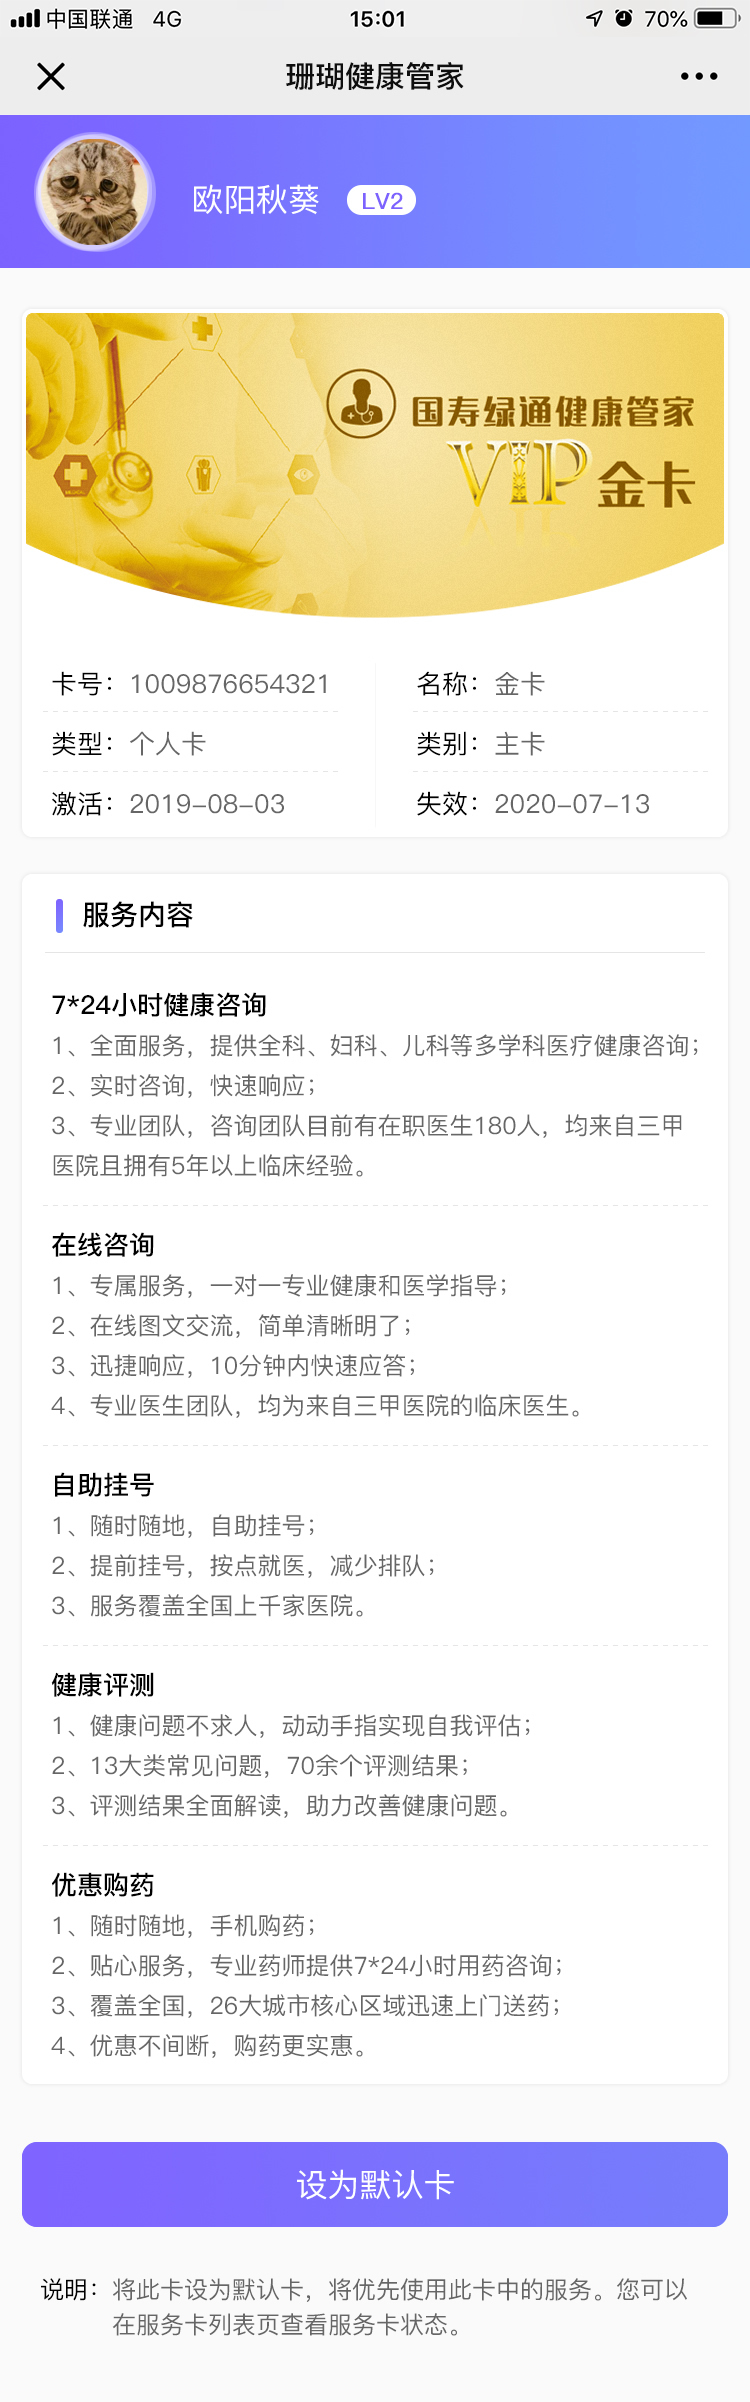 中国联通 4G 15:01 70%
珊瑚健康管家
欧阳秋葵 LV2
国寿绿通健康管家
VIP金卡
卡号：1009876654321 名称：金卡
类型：个人卡 类别：主卡
激活：2019-08-03 失效：2020-07-13
服务内容
7*24小时健康咨询
1、全面服务，提供全科、妇科、儿科等多学科医疗健康咨询；
2、实时咨询，快速响应；
3、专业团队，咨询团队目前有在职医生180人，均来自三甲
医院且拥有5年以上临床经验。
在线咨询
1、专属服务，一对一专业健康和医学指导；
2、在线图文交流，简单清晰明了；
3、迅捷响应，10分钟内快速应答；
4、专业医生团队，均为来自三甲医院的临床医生。
自助挂号
1、随时随地，自助挂号；
2、提前挂号，按点就医，减少排队；
3、服务覆盖全国上千家医院。
健康评测
1、健康问题不求人，动动手指实现自我评估；
2、13大类常见问题，70余个评测结果；
3、评测结果全面解读，助力改善健康问题。
优惠购药
1、随时随地，手机购药；
2、贴心服务，专业药师提供7*24小时用药咨询；
3、覆盖全国，26大城市核心区域迅速上门送药；
4、优惠不间断，购药更实惠。
设为默认卡
说明：将此卡设为默认卡，将优先使用此卡中的服务。您可以
在服务卡列表页查看服务卡状态。